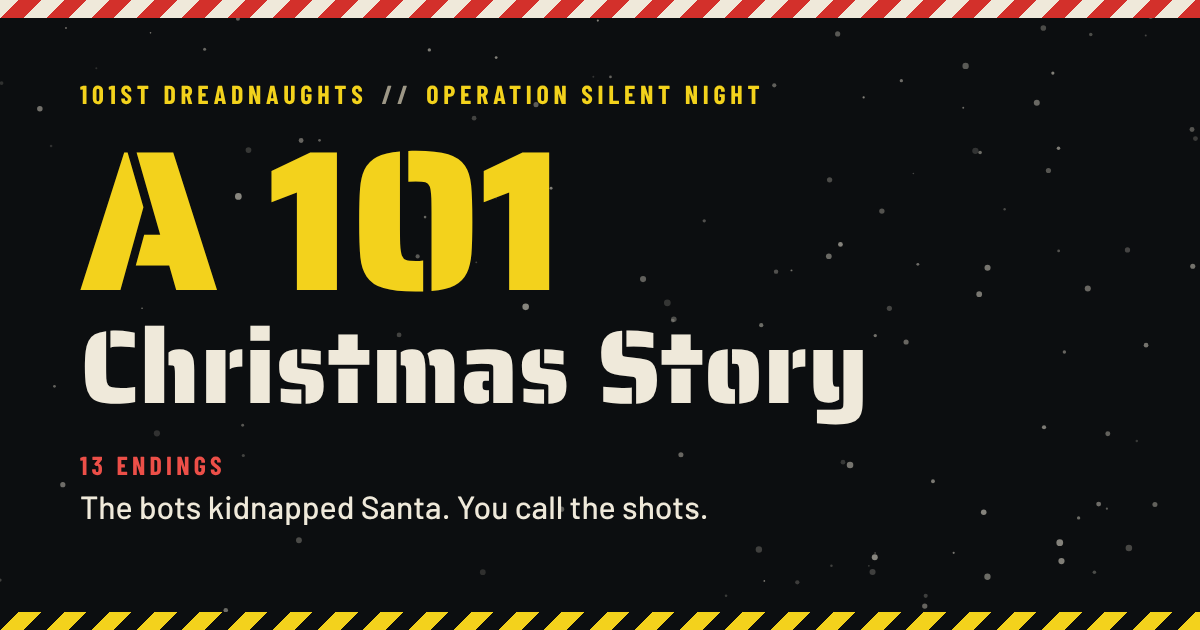 101ST DREADNAUGHTS // OPERATION SILENT NIGHT
A 101
Christmas Story
13 ENDINGS
The bots kidnapped Santa. You call the shots.